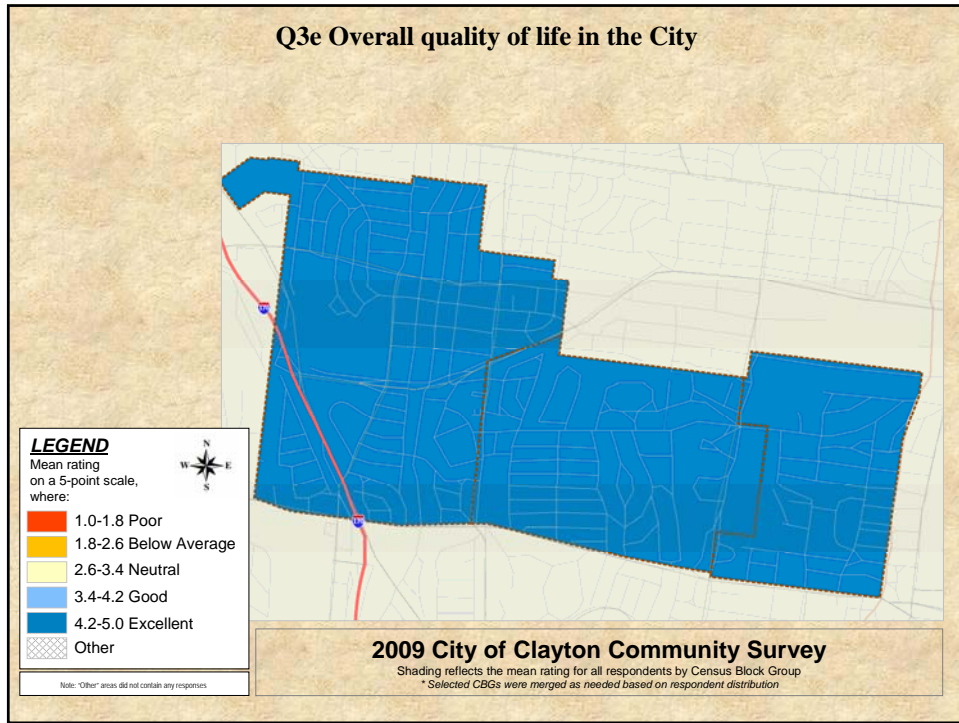 Q3e Overall quality of life in the City
LEGEND
Mean rating
on a 5-point scale,
where:
N
W
E
S
1.0-1.8 Poor
1.8-2.6 Below Average
2.6-3.4 Neutral
3.4-4.2 Good
4.2-5.0 Excellent
Other
Note: "Other" areas did not contain any responses
2009 City of Clayton Community Survey
Shading reflects the mean rating for all respondents by Census Block Group
* Selected CBGs were merged as needed based on respondent distribution